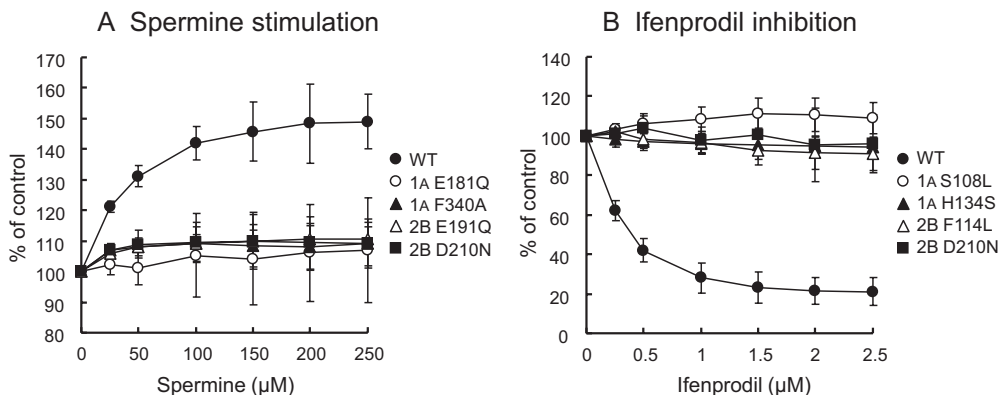 A Spermine stimulation
170
160
150
140
130
120
110
100
90
80
% of control
0 50 100 150 200 250
Spermine (µM)
WT
1A E181Q
1A F340A
2B E191Q
2B D210N
B Ifenprodil inhibition
140
120
100
80
60
40
20
0
% of control
0 0.5 1 1.5 2 2.5
Ifenprodil (µM)
WT
1A S108L
1A H134S
2B F114L
2B D210N